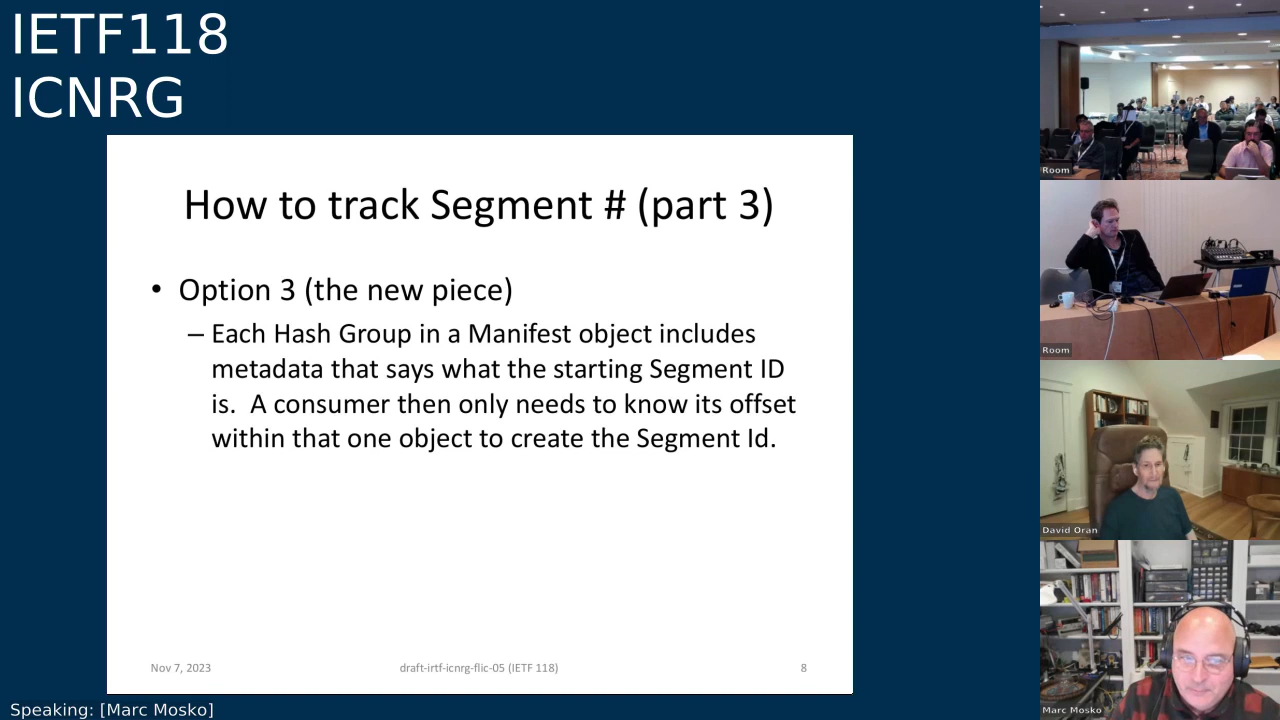 IETF118
ICNRG
How to track Segment # (part 3)
• Option 3 (the new piece)
– Each Hash Group in a Manifest object includes
metadata that says what the starting Segment ID
is.  A consumer then only needs to know its offset
within that one object to create the Segment Id.
Nov 7, 2023
draft-irtf-icnrg-flic-05 (IETF 118)
8
Speaking: [Marc Mosko]
Room
Room
David Oran
Marc Mosko